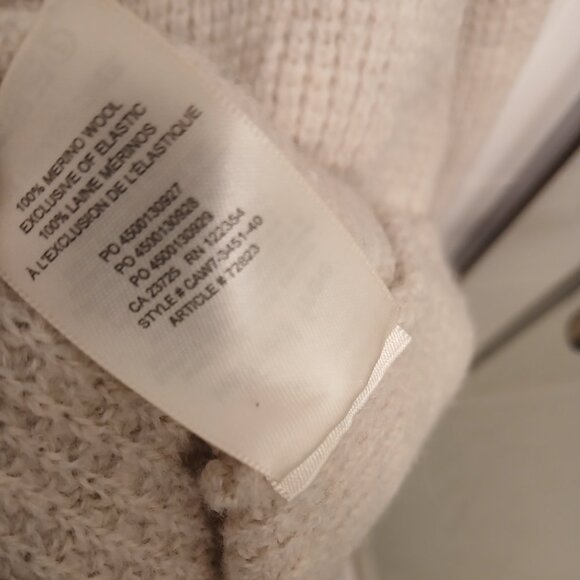 100% MERINO WOOL
EXCLUSIVE OF ELASTIC
100% LAINE MÉRINOS
À L'EXCLUSION DE L'ÉLASTIQUE
PO 4500130927
PO 4500130928
PO 4500130929
CA 23725 RN 122354
STYLE # CAW7-3451-40
ARTICLE # 72623